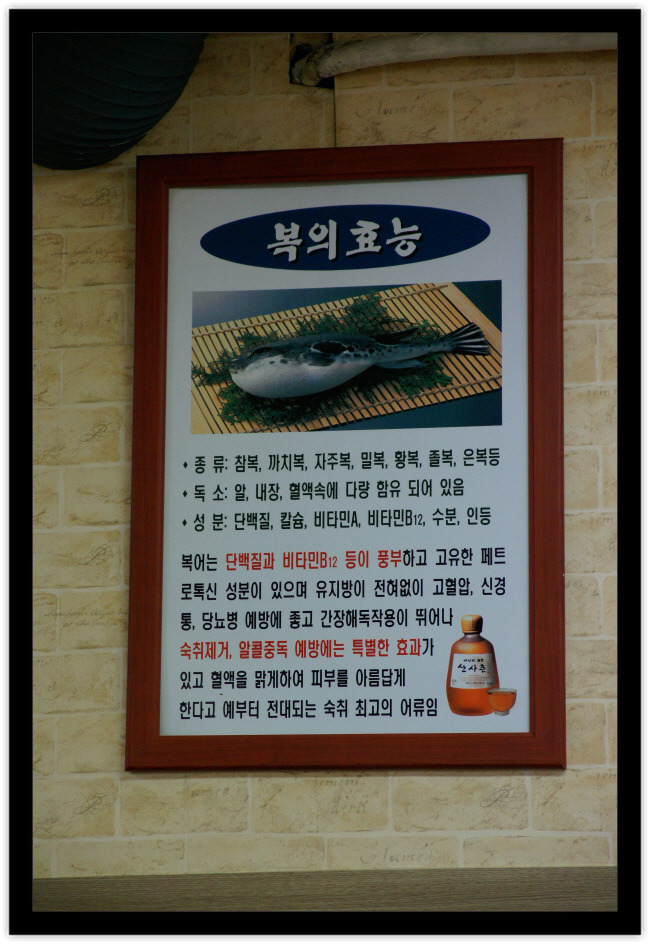 복의효능
♦ 종 류: 참복, 까치복, 자주복, 밀복, 황복, 졸복, 은복등
♦ 독 소: 알, 내장, 혈액속에 다량 함유 되어 있음
♦ 성 분: 단백질, 칼슘, 비타민A, 비타민B12, 수분, 인등
복어는 단백질과 비타민B12 등이 풍부하고 고유한 페트
로톡신 성분이 있으며 유지방이 전혀없이 고혈압, 신경
통, 당뇨병 예방에 좋고 간장해독작용이 뛰어나
숙취제거, 알콜중독 예방에는 특별한 효과가
있고 혈액을 맑게하여 피부를 아름답게
한다고 예부터 전대되는 숙취 최고의 어류임
산사춘